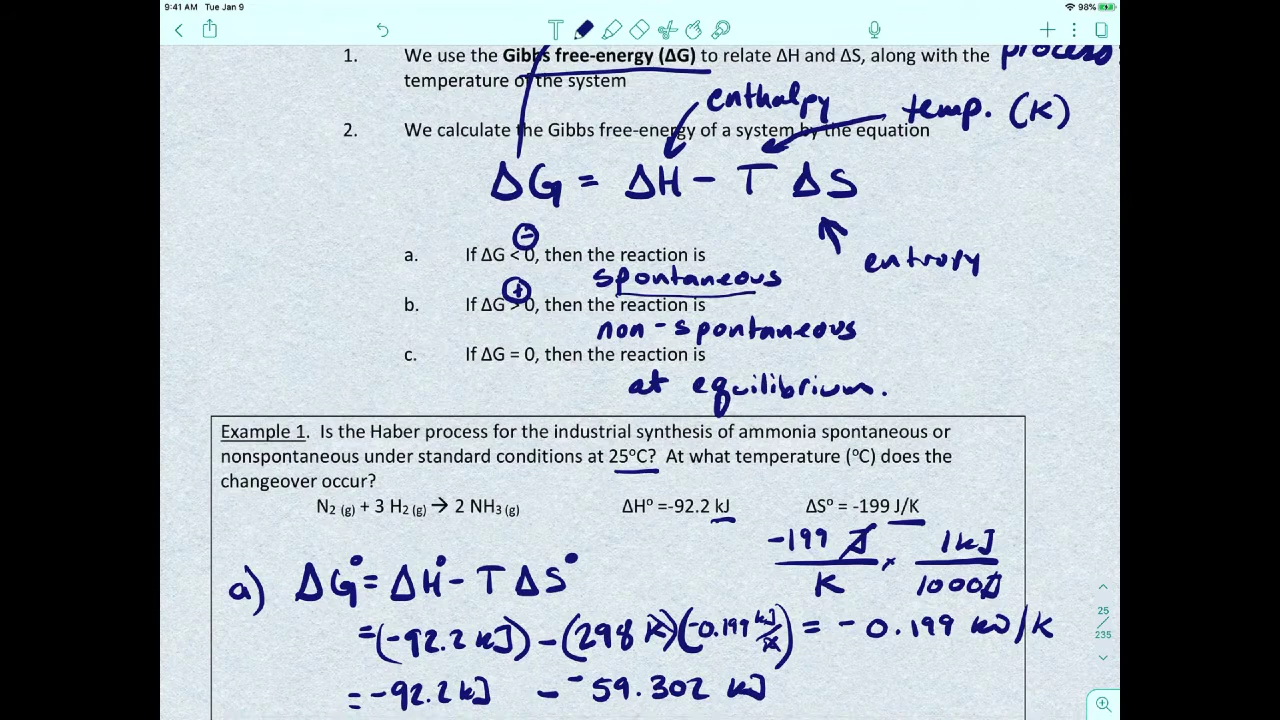 9:41 AM Tue Jan 9
98%
1. We use the Gibbs free-energy (ΔG) to relate ΔH and ΔS, along with the process
temperature of the system
enthalpy temp. (K)
2. We calculate the Gibbs free-energy of a system by the equation
ΔG = ΔH - T ΔS
entropy
a. If ΔG < 0, then the reaction is
-
spontaneous
b. If ΔG > 0, then the reaction is
+
non-spontaneous
c. If ΔG = 0, then the reaction is
at equilibrium.
Example 1. Is the Haber process for the industrial synthesis of ammonia spontaneous or
nonspontaneous under standard conditions at 25°C? At what temperature (°C) does the
changeover occur?
N₂ (g) + 3 H₂ (g) → 2 NH₃ (g) ΔH° =-92.2 kJ ΔS° = -199 J/K
-199 J / K × 1 kJ / 1000 J
a) ΔG° = ΔH° - T ΔS°
= (-92.2 kJ) - (298 K)(-0.199 kJ/K) = -0.199 kJ/K
= -92.2 kJ - -59.302 kJ
25
/
235